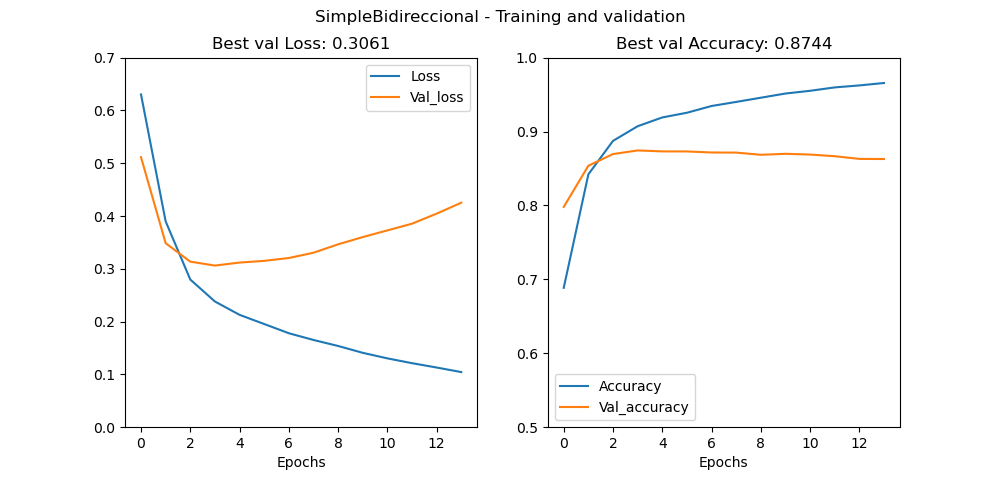 SimpleBidireccional - Training and validation
Best val Loss: 0.3061
0.7
0.6
0.5
0.4
0.3
0.2
0.1
0.0
Loss
Val_loss
0 2 4 6 8 10 12
Epochs
Best val Accuracy: 0.8744
1.0
0.9
0.8
0.7
0.6
0.5
Accuracy
Val_accuracy
0 2 4 6 8 10 12
Epochs